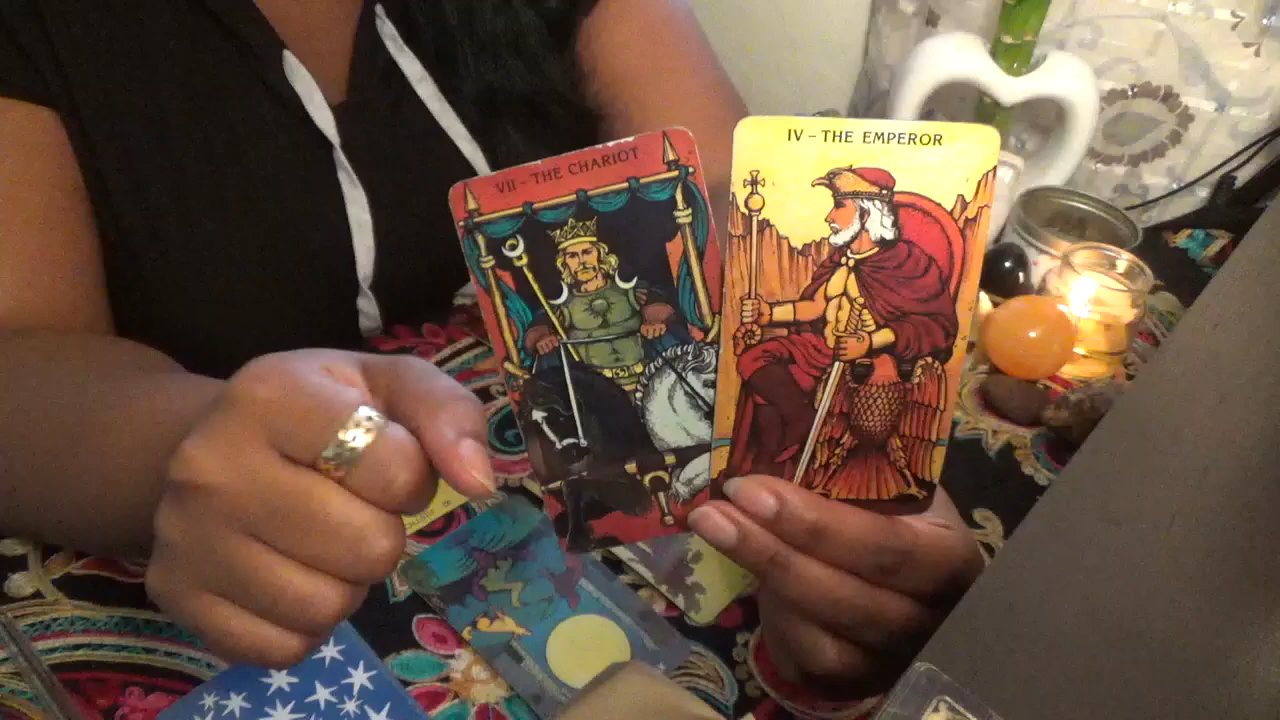 VII - THE CHARIOT
IV - THE EMPEROR